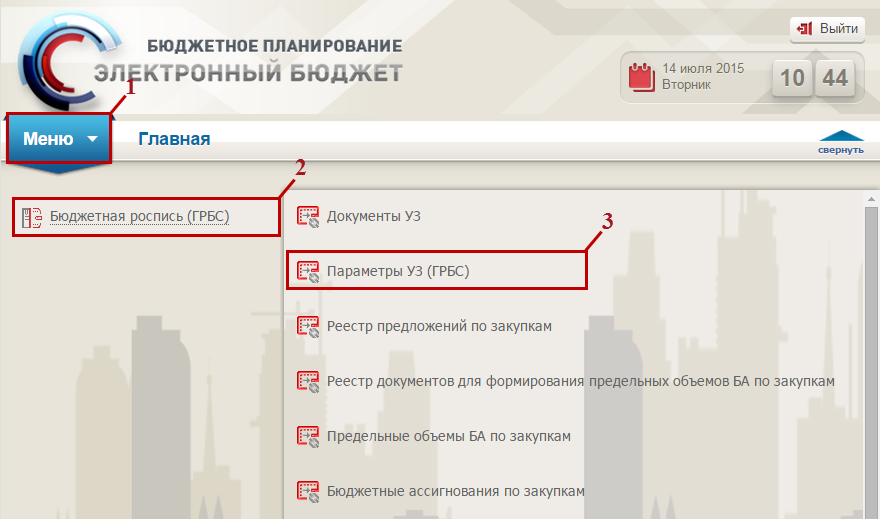 БЮДЖЕТНОЕ ПЛАНИРОВАНИЕ
ЭЛЕКТРОННЫЙ БЮДЖЕТ
Выйти
14 июля 2015
Вторник
10 44
1
Меню
Главная
свернуть
2
Бюджетная роспись (ГРБС)
Документы УЗ
3
Параметры УЗ (ГРБС)
Реестр предложений по закупкам
Реестр документов для формирования предельных объемов БА по закупкам
Предельные объемы БА по закупкам
Бюджетные ассигнования по закупкам